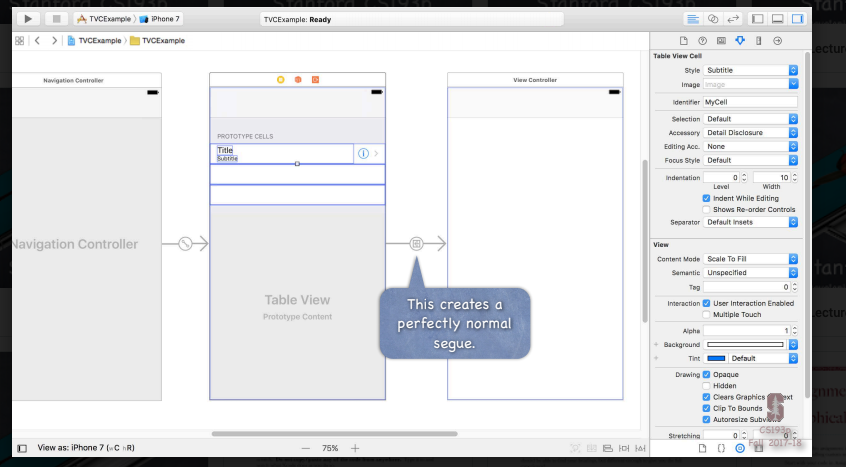 TVCExample
iPhone 7
TVCExample: Ready
TVCExample
TVCExample
Navigation Controller
PROTOTYPE CELLS
Title
Subtitle
Table View
Prototype Content
Navigation Controller
View Controller
This creates a
perfectly normal
segue.
Table View Cell
Style Subtitle
Image Image
Identifier MyCell
Selection Default
Accessory Detail Disclosure
Editing Acc. None
Focus Style Default
Indentation 0 10
Level Width
Indent While Editing
Shows Re-order Controls
Separator Default Insets
View
Content Mode Scale To Fill
Semantic Unspecified
Tag 0
Interaction User Interaction Enabled
Multiple Touch
Alpha 1
Background
Tint Default
Drawing Opaque
Hidden
Clears Graphics
Clip To Bounds
Autoresize
Stretching 0 0
CS193p
Fall 2017-18
View as: iPhone 7 (wC hR)
75%